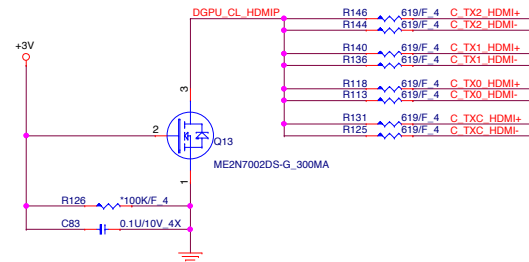 DGPU_CL_HDMIP
R146 619/F_4 C_TX2_HDMI+
R144 619/F_4 C_TX2_HDMI-
+3V
R140 619/F_4 C_TX1_HDMI+
R136 619/F_4 C_TX1_HDMI-
R118 619/F_4 C_TX0_HDMI+
R113 619/F_4 C_TX0_HDMI-
3
R131 619/F_4 C_TXC_HDMI+
R125 619/F_4 C_TXC_HDMI-
2
Q13
ME2N7002DS-G_300MA
1
R126 *100K/F_4
C83 0.1U/10V_4X